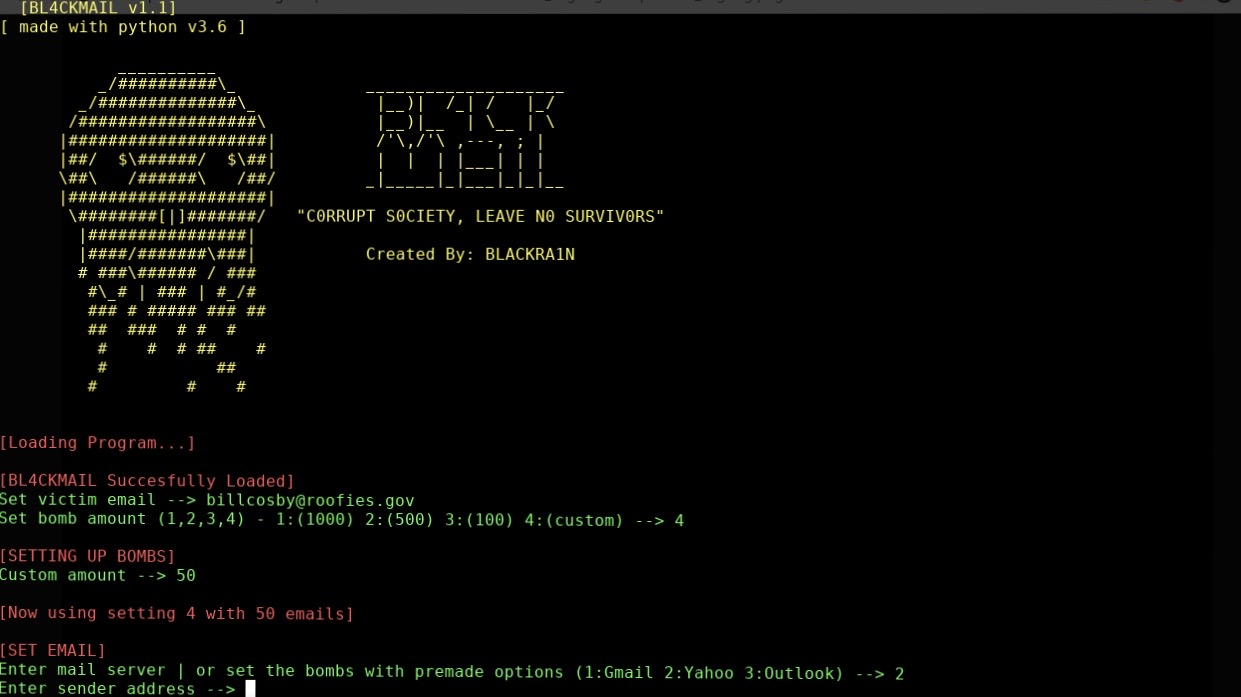 [BL4CKMAIL v1.1]
[ made with python v3.6 ]
"C0RRUPT S0CIETY, LEAVE N0 SURVIV0RS"
Created By: BLACKRA1N
[Loading Program...]
[BL4CKMAIL Succesfully Loaded]
Set victim email --> billcosby@roofies.gov
Set bomb amount (1,2,3,4) - 1:(1000) 2:(500) 3:(100) 4:(custom) --> 4
[SETTING UP BOMBS]
Custom amount --> 50
[Now using setting 4 with 50 emails]
[SET EMAIL]
Enter mail server | or set the bombs with premade options (1:Gmail 2:Yahoo 3:Outlook) --> 2
Enter sender address -->